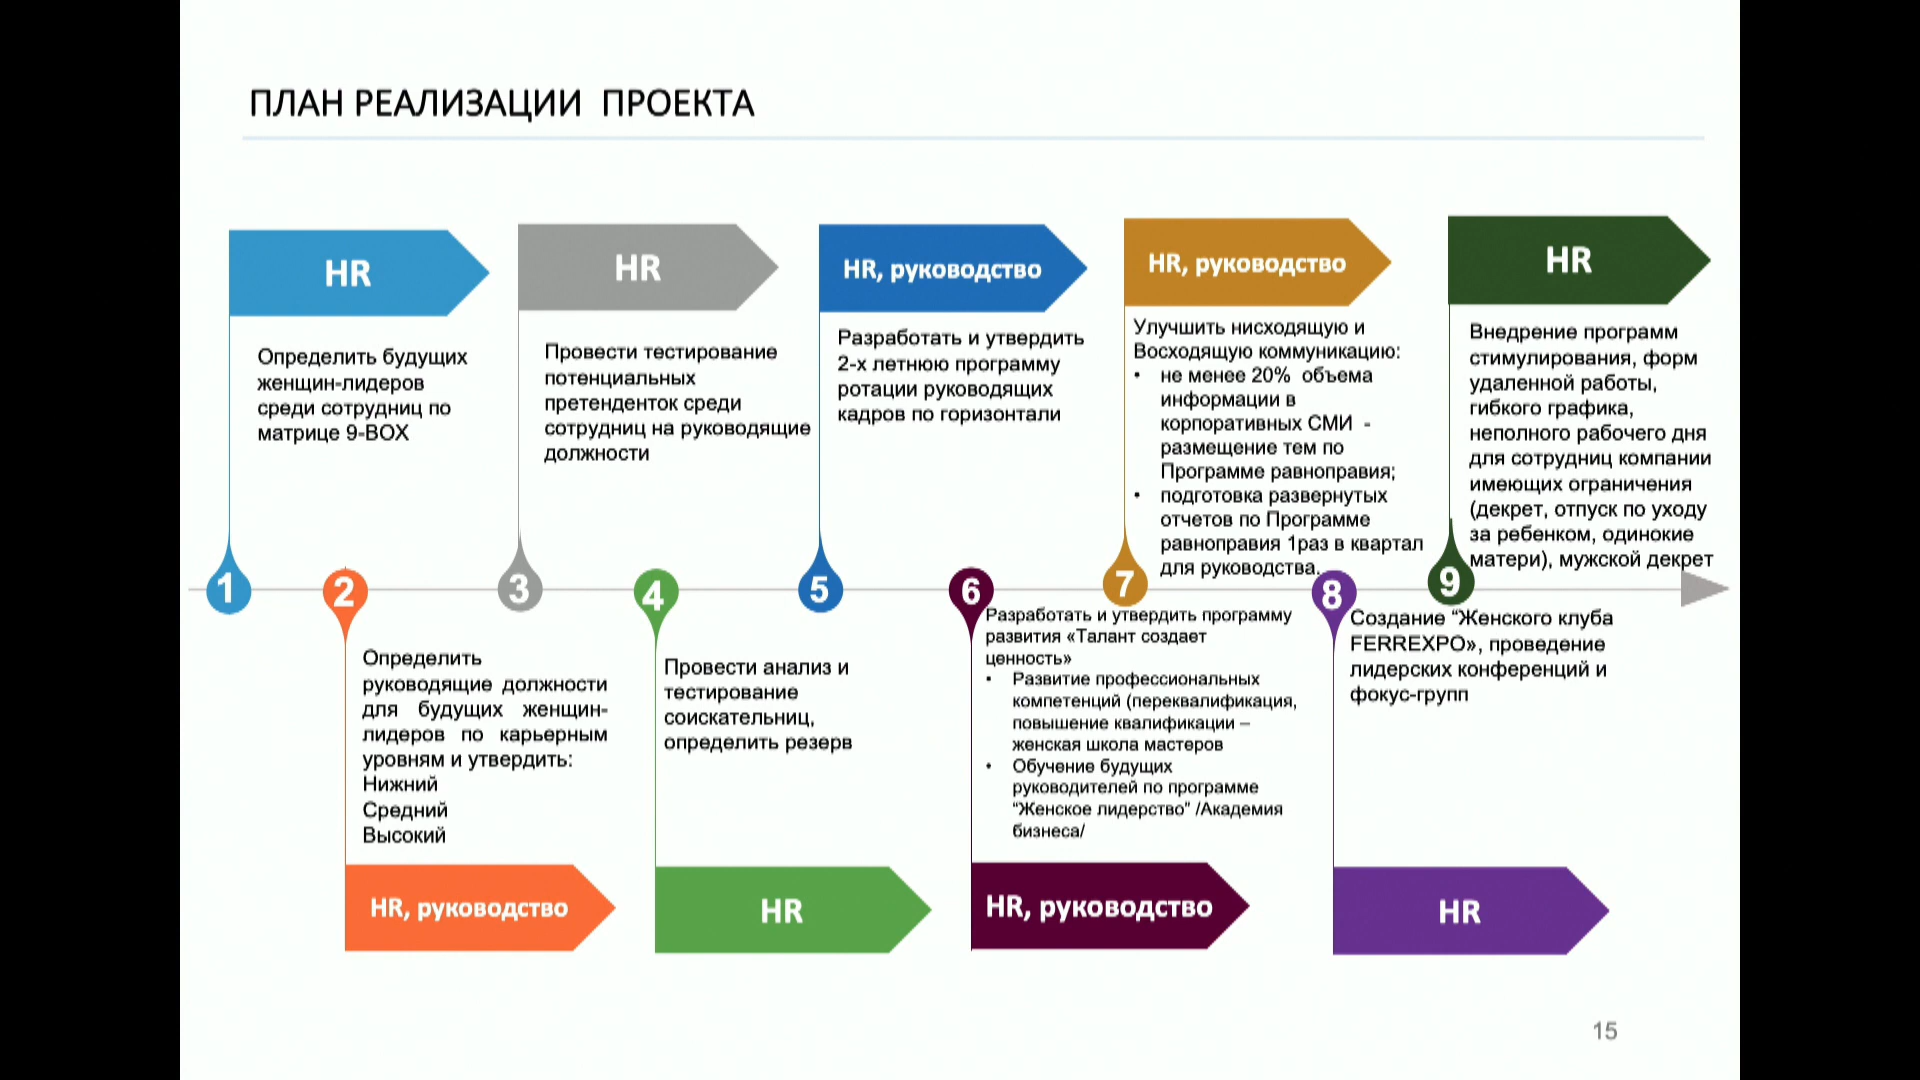 ПЛАН РЕАЛИЗАЦИИ ПРОЕКТА
HR
Определить будущих
женщин-лидеров
среди сотрудниц по
матрице 9-BOX
1
2
Определить
руководящие должности
для будущих женщин-
лидеров по карьерным
уровням и утвердить:
Нижний
Средний
Высокий
HR, руководство
HR
Провести тестирование
потенциальных
претенденток среди
сотрудниц на руководящие
должности
3
4
Провести анализ и
тестирование
соискательниц,
определить резерв
HR
HR, руководство
Разработать и утвердить
2-х летнюю программу
ротации руководящих
кадров по горизонтали
5
6
Разработать и утвердить программу
развития «Талант создает
ценность»
• Развитие профессиональных
компетенций (переквалификация,
повышение квалификации –
женская школа мастеров
• Обучение будущих
руководителей по программе
“Женское лидерство” /Академия
бизнеса/
HR, руководство
HR, руководство
Улучшить нисходящую и
Восходящую коммуникацию:
• не менее 20% объема
информации в
корпоративных СМИ -
размещение тем по
Программе равноправия;
• подготовка развернутых
отчетов по Программе
равноправия 1раз в квартал
для руководства.
7
8
Создание “Женского клуба
FERREXPO», проведение
лидерских конференций и
фокус-групп
HR
HR
Внедрение программ
стимулирования, форм
удаленной работы,
гибкого графика,
неполного рабочего дня
для сотрудниц компании
имеющих ограничения
(декрет, отпуск по уходу
за ребенком, одинокие
матери), мужской декрет
9
15